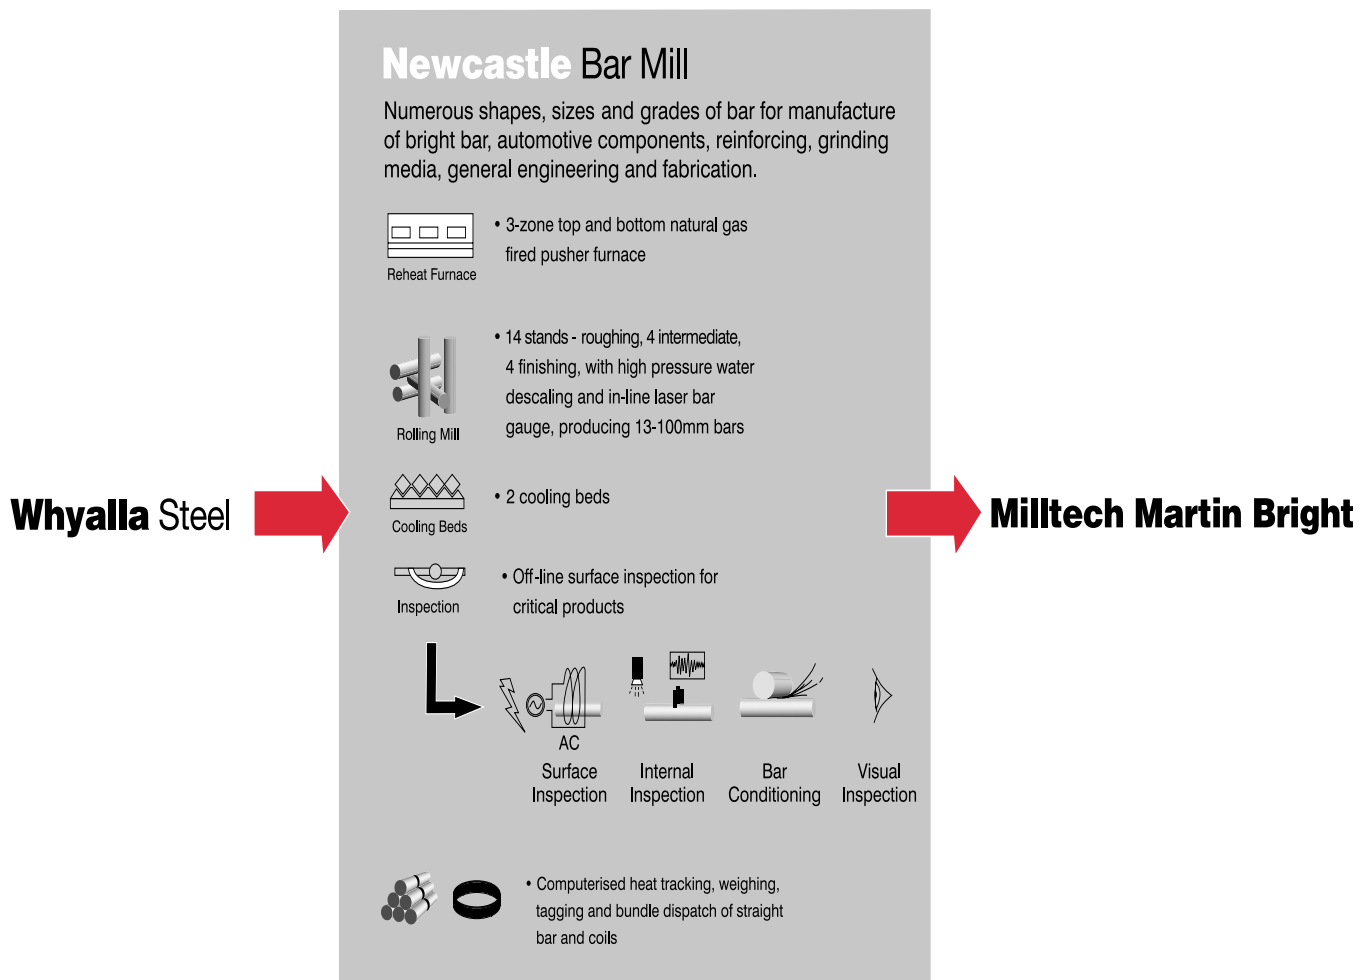 Newcastle Bar Mill
Numerous shapes, sizes and grades of bar for manufacture
of bright bar, automotive components, reinforcing, grinding
media, general engineering and fabrication.
• 3-zone top and bottom natural gas
fired pusher furnace
Reheat Furnace
• 14 stands - roughing, 4 intermediate,
4 finishing, with high pressure water
descaling and in-line laser bar
gauge, producing 13-100mm bars
Rolling Mill
Whyalla Steel
• 2 cooling beds
Cooling Beds
Milltech Martin Bright
• Off-line surface inspection for
critical products
Inspection
AC
Surface
Inspection
Internal
Inspection
Bar
Conditioning
Visual
Inspection
• Computerised heat tracking, weighing,
tagging and bundle dispatch of straight
bar and coils